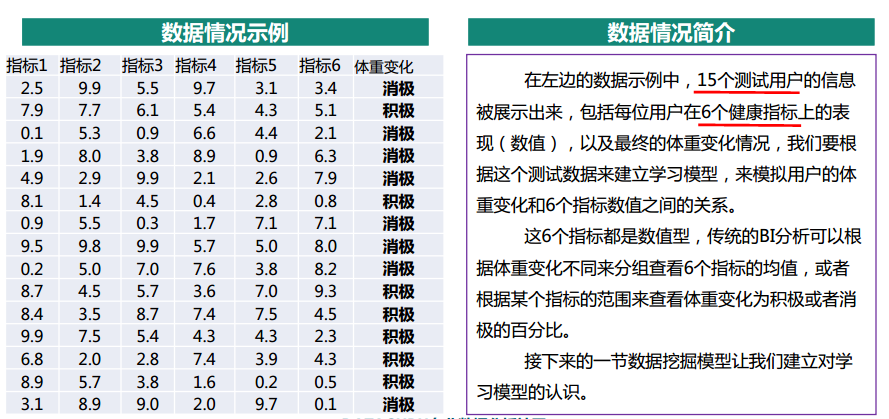 数据情况示例
指标1 指标2 指标3 指标4 指标5 指标6 体重变化
2.5 9.9 5.5 9.7 3.1 3.4 消极
7.9 7.7 6.1 5.4 4.3 5.1 积极
0.1 5.3 0.9 6.6 4.4 2.1 消极
1.9 8.0 3.8 8.9 0.9 6.3 消极
4.9 2.9 9.9 2.1 2.6 7.9 消极
8.1 1.4 4.5 0.4 2.8 0.8 积极
0.9 5.5 0.3 1.7 7.1 7.1 消极
9.5 9.8 9.9 5.7 5.0 8.0 消极
0.2 5.0 7.0 7.6 3.8 8.2 消极
8.7 4.5 5.7 3.6 7.0 9.3 积极
8.4 3.5 8.7 7.4 7.5 4.5 积极
9.9 7.5 5.4 4.3 4.3 2.3 积极
6.8 2.0 2.8 7.4 3.9 4.3 积极
8.9 5.7 3.8 1.6 0.2 0.5 积极
3.1 8.9 9.0 2.0 9.7 0.1 消极
数据情况简介
在左边的数据示例中，15个测试用户的信息
被展示出来，包括每位用户在6个健康指标上的表
现（数值），以及最终的体重变化情况，我们要根
据这个测试数据来建立学习模型，来模拟用户的体
重变化和6个指标数值之间的关系。
这6个指标都是数值型，传统的BI分析可以根
据体重变化不同来分组查看6个指标的均值，或者
根据某个指标的范围来查看体重变化为积极或者消
极的百分比。
接下来的一节数据挖掘模型让我们建立对学
习模型的认识。